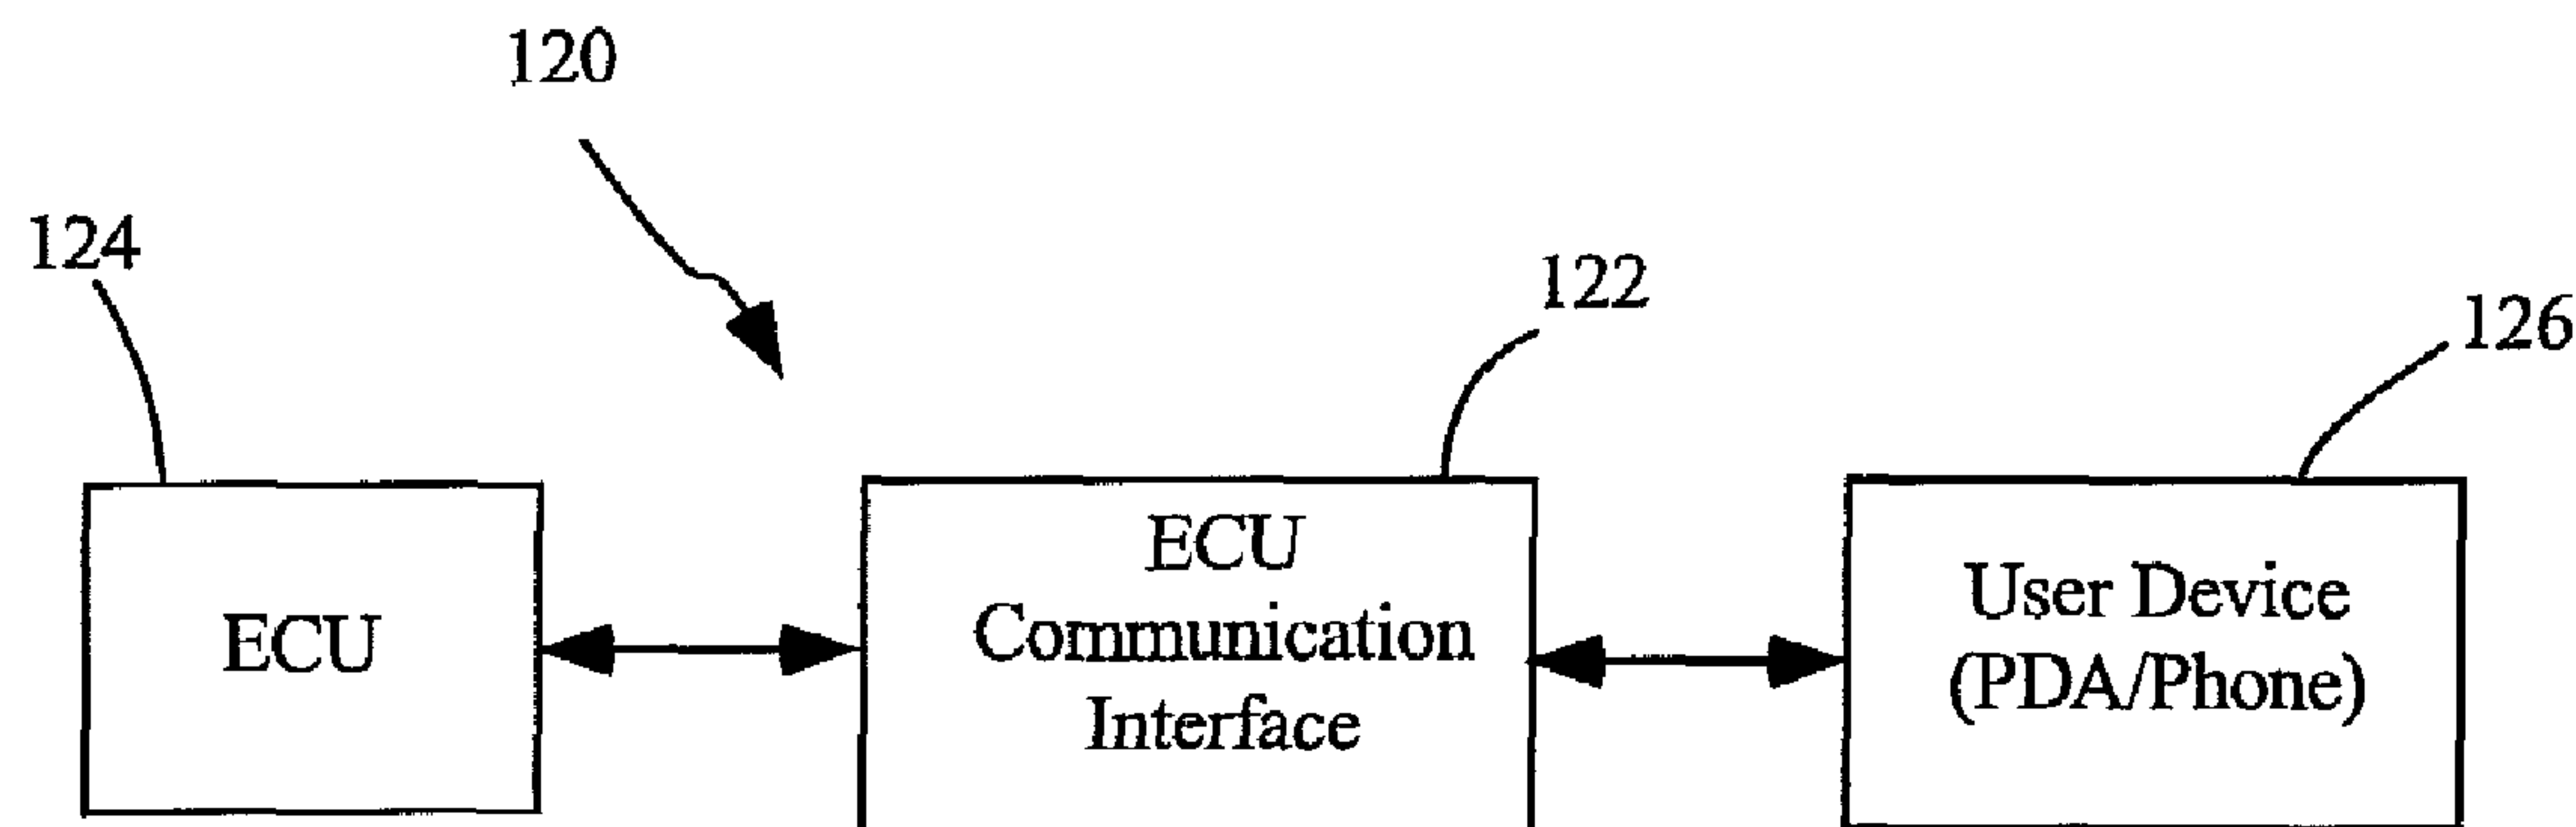 120
124
122
126
ECU
ECU
Communication
Interface
User Device
(PDA/Phone)